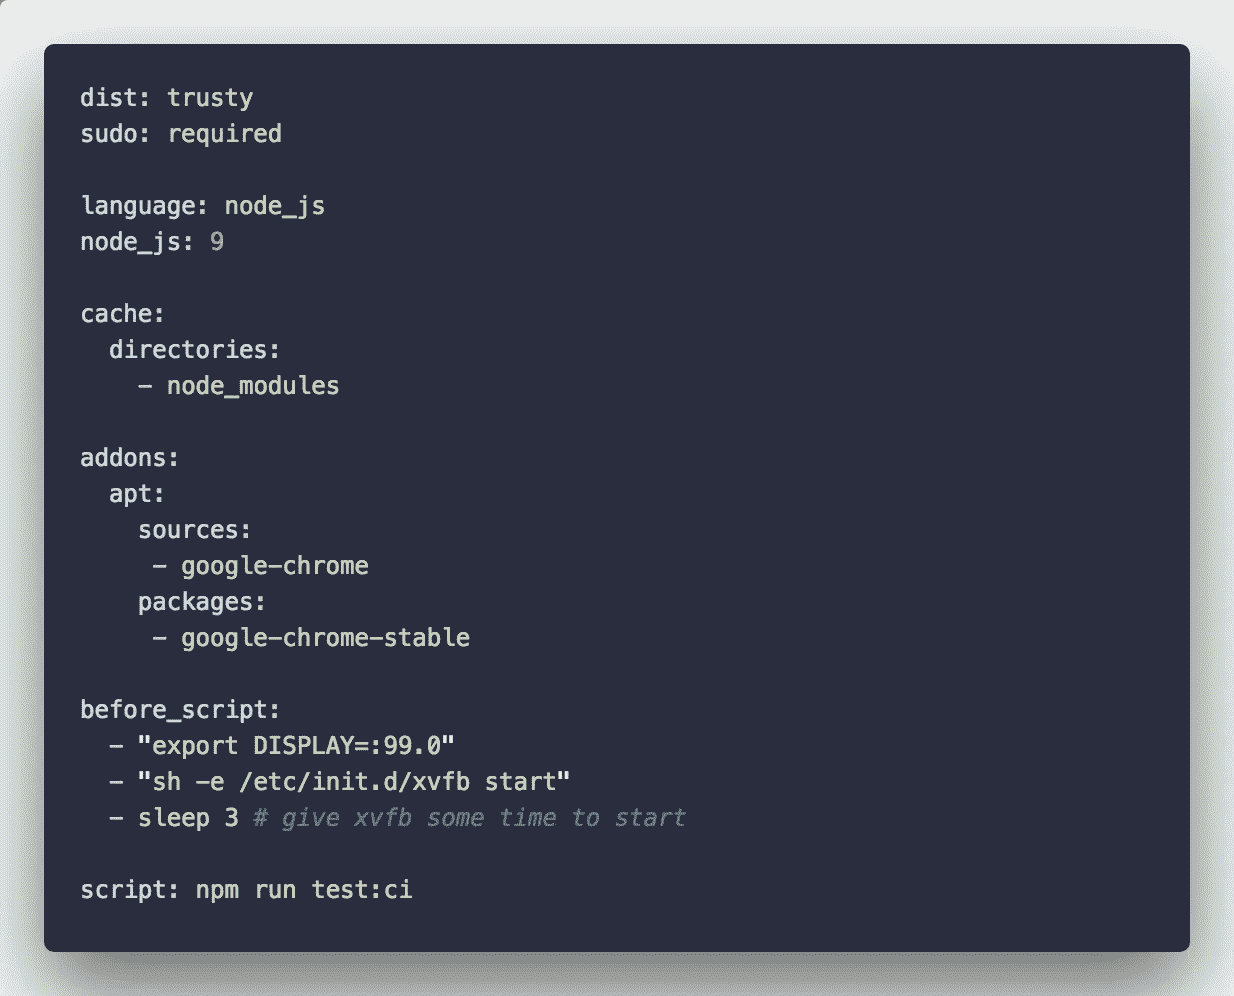 dist: trusty
sudo: required

language: node_js
node_js: 9

cache:
  directories:
    - node_modules

addons:
  apt:
    sources:
     - google-chrome
    packages:
     - google-chrome-stable

before_script:
  - "export DISPLAY=:99.0"
  - "sh -e /etc/init.d/xvfb start"
  - sleep 3 # give xvfb some time to start

script: npm run test:ci